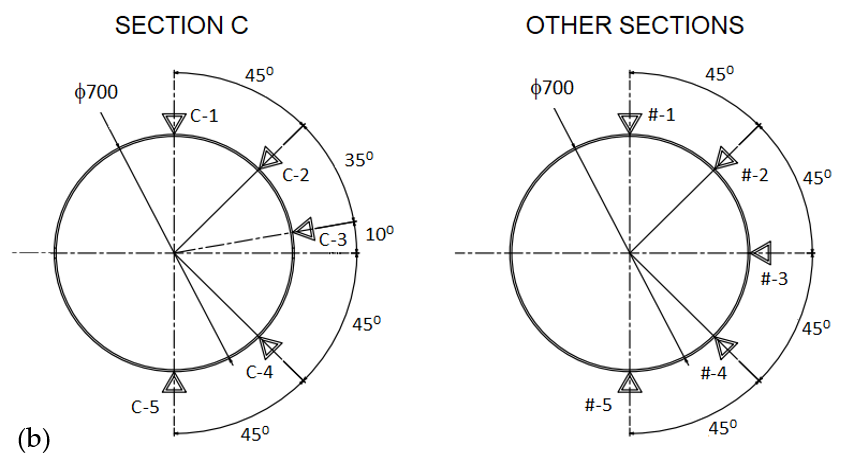 SECTION C
OTHER SECTIONS
ϕ700
45⁰
C-1
C-2
35⁰
C-3
10⁰
45⁰
C-4
C-5
45⁰
ϕ700
45⁰
#-1
#-2
45⁰
#-3
45⁰
#-4
#-5
45⁰
(b)